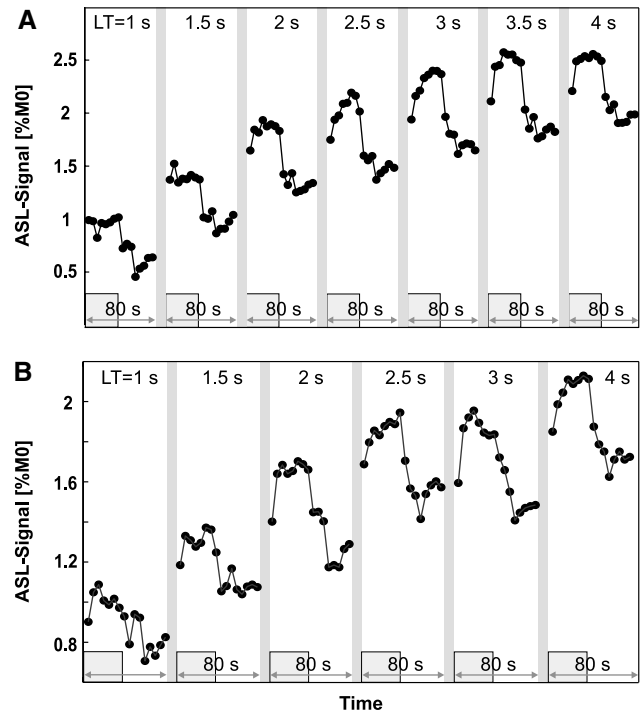 A
LT=1 s 1.5 s 2 s 2.5 s 3 s 3.5 s 4 s
2.5
2
1.5
1
0.5
ASL-Signal [%M0]
80 s 80 s 80 s 80 s 80 s 80 s 80 s
B
LT=1 s 1.5 s 2 s 2.5 s 3 s 4 s
2
1.6
1.2
0.8
ASL-Signal [%M0]
80 s 80 s 80 s 80 s 80 s
Time